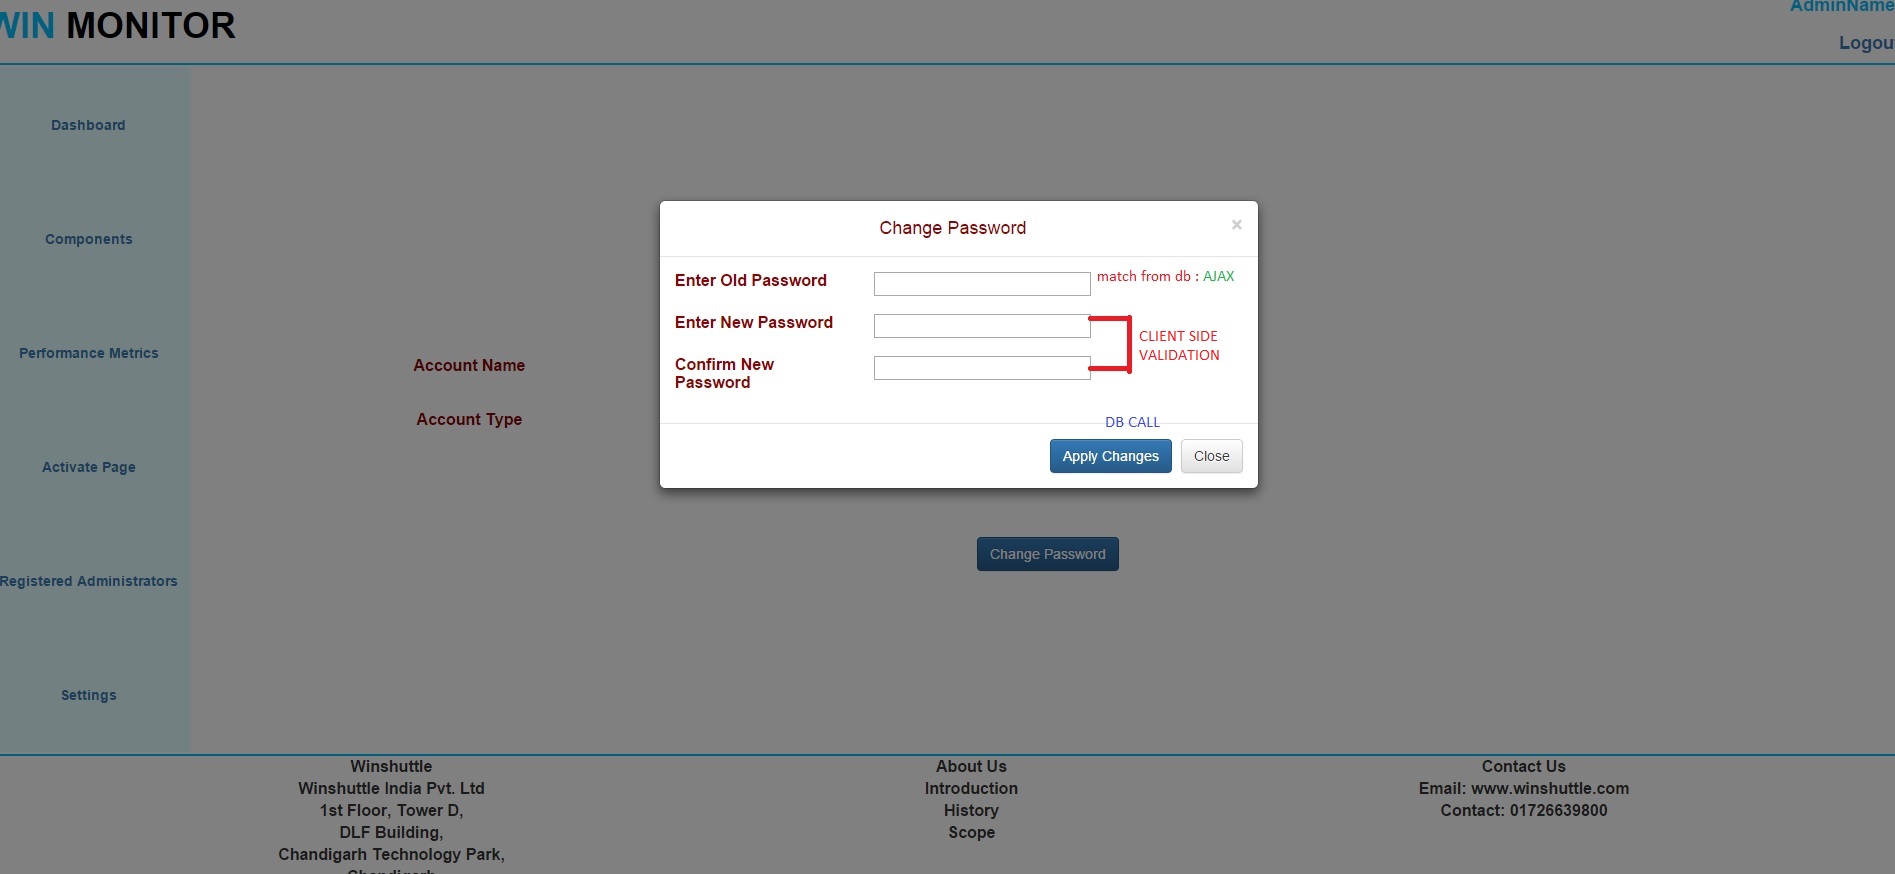 WIN MONITOR
AdminName
Logout
Dashboard
Components
Performance Metrics
Activate Page
Registered Administrators
Settings
Account Name
Account Type
Change Password
×
Enter Old Password
match from db : AJAX
Enter New Password
Confirm New
Password
CLIENT SIDE
VALIDATION
DB CALL
Apply Changes
Close
Change Password
Winshuttle
Winshuttle India Pvt. Ltd
1st Floor, Tower D,
DLF Building,
Chandigarh Technology Park,
Chandigarh
About Us
Introduction
History
Scope
Contact Us
Email: www.winshuttle.com
Contact: 01726639800